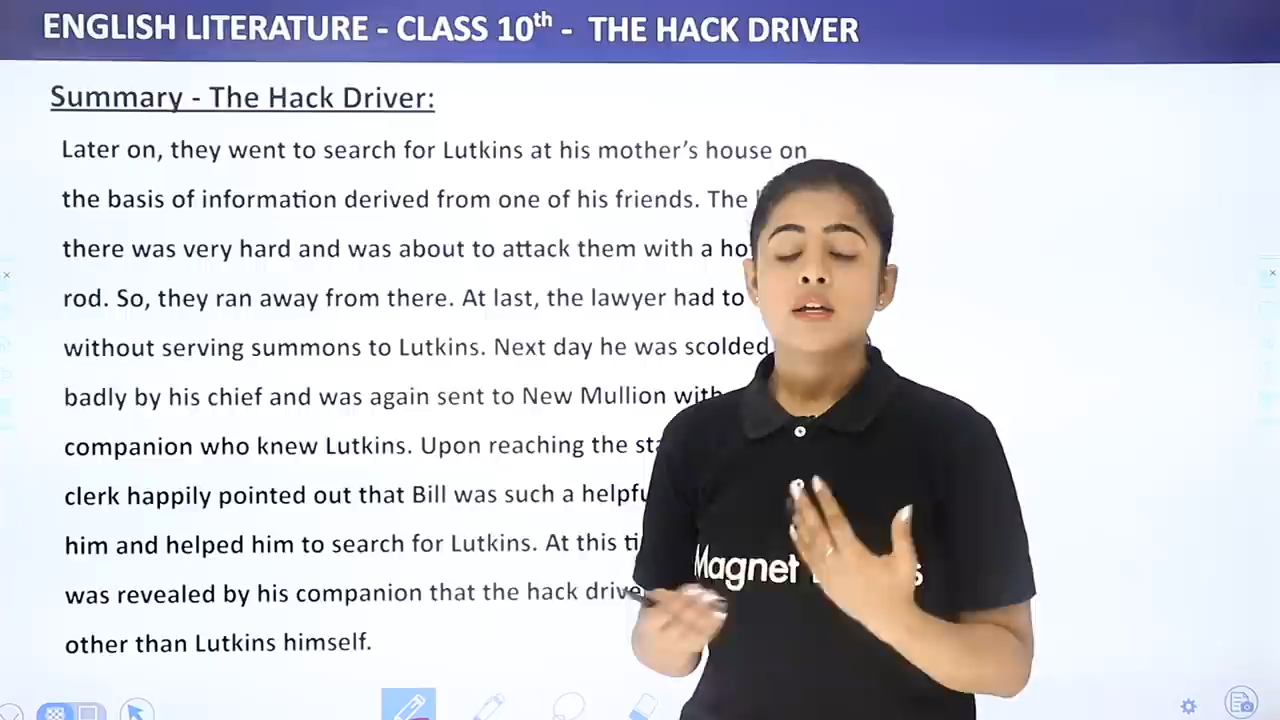 ENGLISH LITERATURE - CLASS 10th - THE HACK DRIVER
Summary - The Hack Driver:
Later on, they went to search for Lutkins at his mother's house on
the basis of information derived from one of his friends. The
there was very hard and was about to attack them with a
rod. So, they ran away from there. At last, the lawyer had to
without serving summons to Lutkins. Next day he was scolded
badly by his chief and was again sent to New Mullion with
companion who knew Lutkins. Upon reaching the
clerk happily pointed out that Bill was such a
him and helped him to search for Lutkins. At this
was revealed by his companion that the hack
other than Lutkins himself.
Magnet